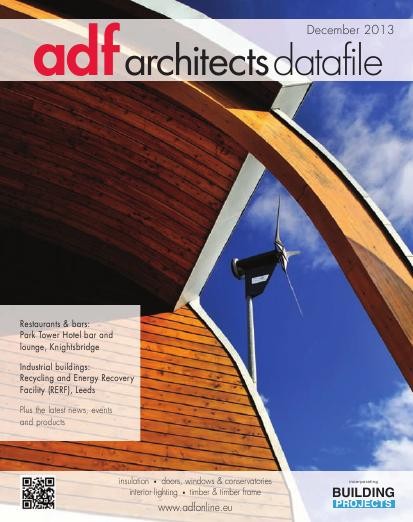 December 2013
adf architects datafile
Restaurants & bars:
Park Tower Hotel bar and
lounge, Knightsbridge
Industrial buildings:
Recycling and Energy Recovery
Facility (RERF), Leeds
Plus the latest news, events
and products
insulation • doors, windows & conservatories
interior lighting • timber & timber frame
www.adfonline.eu
incorporating
BUILDING
PROJECTS